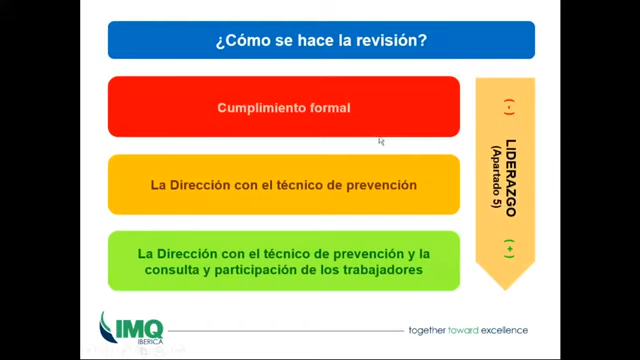 ¿Cómo se hace la revisión?
Cumplimiento formal
La Dirección con el técnico de prevención
La Dirección con el técnico de prevención y la
consulta y participación de los trabajadores
( - )
LIDERAZGO
(Apartado 5)
( + )
IMQ
IBERICA
together toward excellence